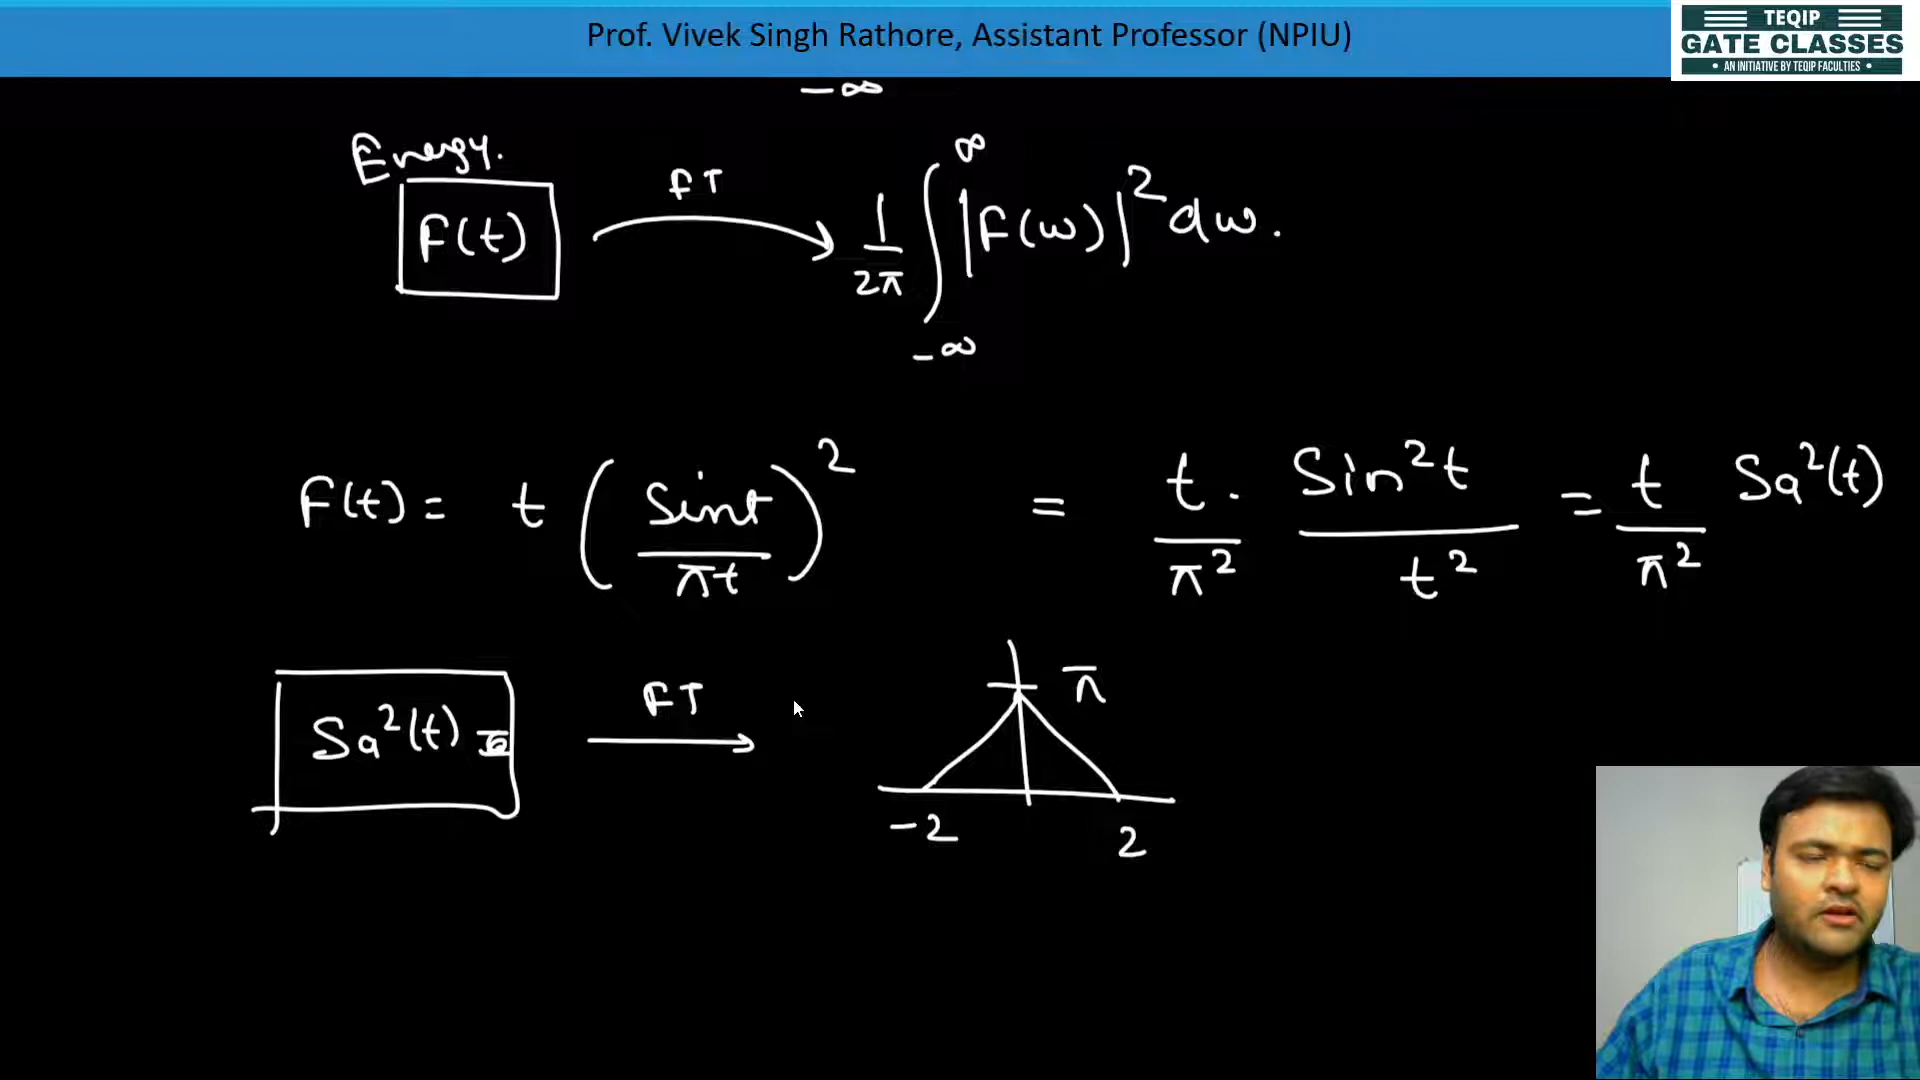 Prof. Vivek Singh Rathore, Assistant Professor (NPIU)
TEQIP
GATE CLASSES
• AN INITIATIVE BY TEQIP FACULTIES •
-∞
Energy.
F(t) FT 1/2π ∫_{-∞}^{∞} |F(ω)|² dω.
F(t) = t (Sint/πt)² = t/π² · Sin²t/t² = t/π² Sa²(t)
Sa²(t) FT π
-2 2